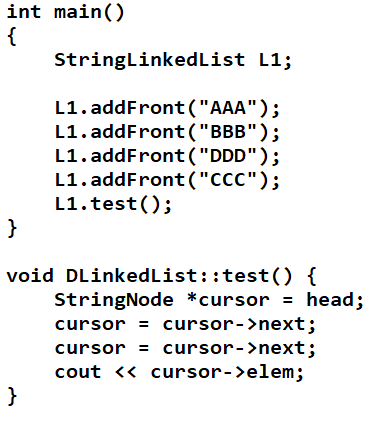 int main()
{
    StringLinkedList L1;

    L1.addFront("AAA");
    L1.addFront("BBB");
    L1.addFront("DDD");
    L1.addFront("CCC");
    L1.test();
}

void DLinkedList::test() {
    StringNode *cursor = head;
    cursor = cursor->next;
    cursor = cursor->next;
    cout << cursor->elem;
}